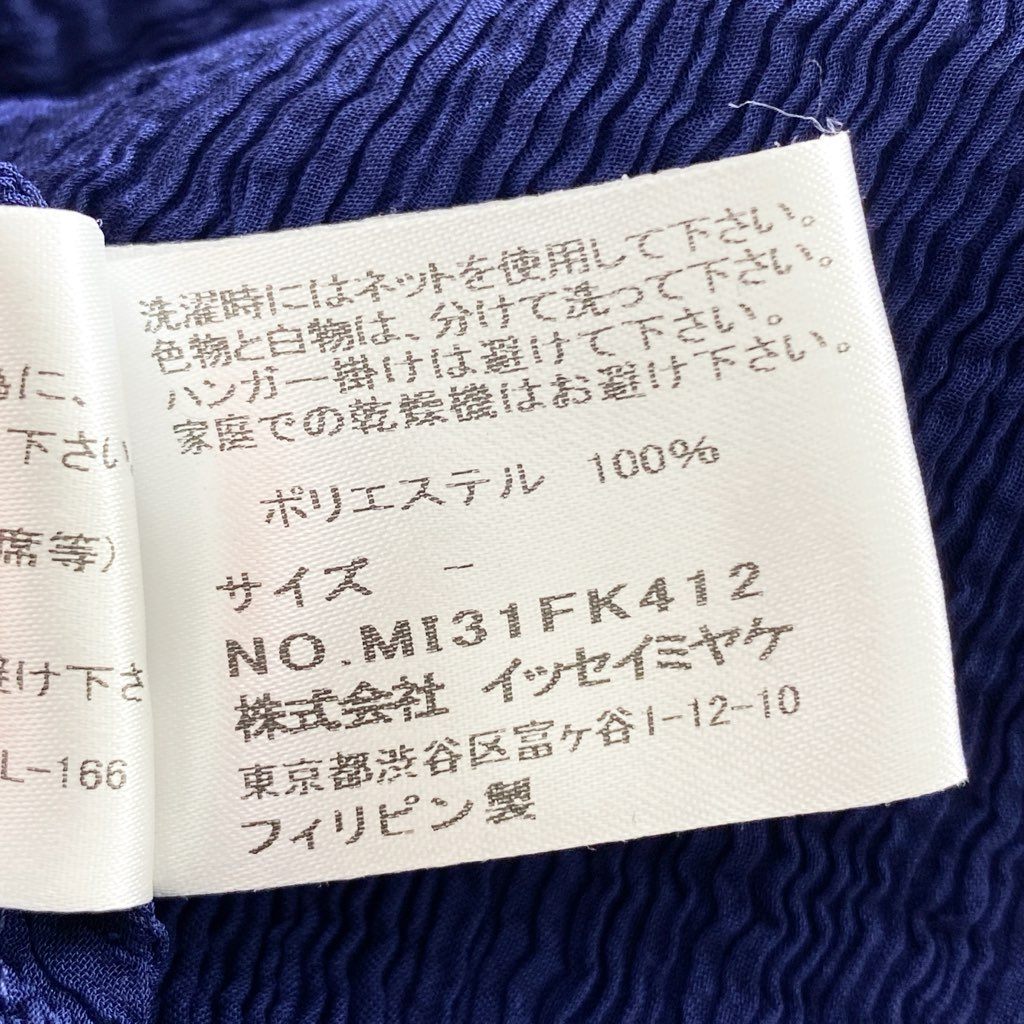 に、
下さい
席等)
け下さ
L-166
洗濯時にはネットを使用して下さい。
色物と白物は、分けて洗って下さい。
ハンガー掛けは避けて下さい。
家庭での乾燥機はお避け下さい。
ポリエステル 100%
サイズ -
NO.MI31FK412
株式会社 イッセイミヤケ
東京都渋谷区富ヶ谷1-12-10
フィリピン製